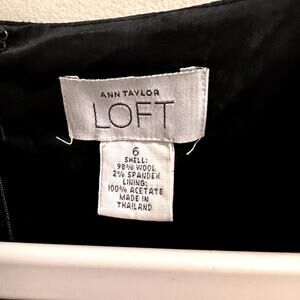 ANN TAYLOR
LOFT
6
SHELL:
98% WOOL
2% SPANDEX
LINING:
100% ACETATE
MADE IN
THAILAND